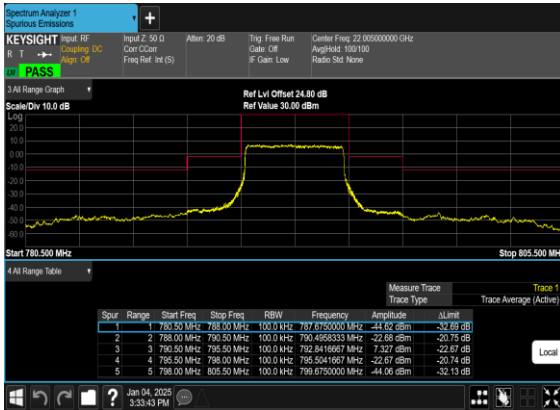 Spectrum Analyzer 1
Spurious Emissions
+
KEYSIGHT Input: RF Input Z: 50 Ω Atten: 20 dB Trig: Free Run Center Freq: 22.005000000 GHz
R T Coupling: DC Corr CCorr Gate: Off Avg|Hold: 100/100
Align: Off Freq Ref: Int (S) IF Gain: Low Radio Std: None
PASS
3 All Range Graph
Ref Lvl Offset 24.80 dB
Scale/Div 10.0 dB Ref Value 30.00 dBm
Log
20.0
10.0
0.00
-10.0
-20.0
-30.0
-40.0
-50.0
-60.0
Start 780.500 MHz Stop 805.500 MH
4 All Range Table
Measure Trace Trace 1
Trace Type Trace Average (Active)
Spur Range Start Freq Stop Freq RBW Frequency Amplitude ΔLimit
1 1 780.50 MHz 788.00 MHz 100.0 kHz 787.6750000 MHz -44.62 dBm -32.69 dB
2 2 788.00 MHz 790.50 MHz 100.0 kHz 790.4958333 MHz -22.68 dBm -20.75 dB
3 3 790.50 MHz 795.50 MHz 100.0 kHz 792.8416667 MHz 7.327 dBm -22.67 dB
4 4 795.50 MHz 798.00 MHz 100.0 kHz 795.5041667 MHz -22.67 dBm -20.74 dB
5 5 798.00 MHz 805.50 MHz 100.0 kHz 799.6750000 MHz -44.06 dBm -32.13 dB
Local
?
Jan 04, 2025
3:33:43 PM